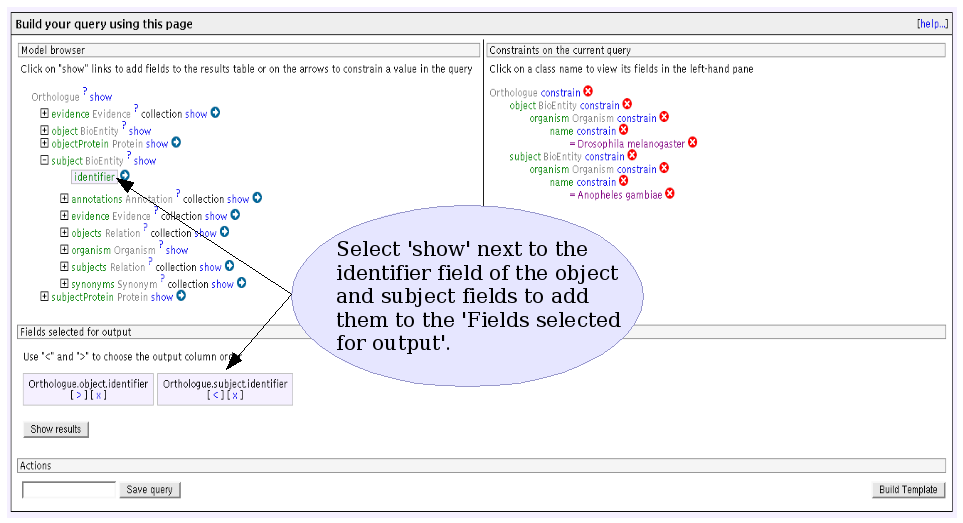 Build your query using this page
[help...]
Model browser
Click on "show" links to add fields to the results table or on the arrows to constrain a value in the query
Orthologue ? show
evidence Evidence ? collection show
object BioEntity ? show
objectProtein Protein show
subject BioEntity ? show
identifier
annotations Annotation ? collection show
evidence Evidence ? collection show
objects Relation ? collection show
organism Organism ? show
subjects Relation ? collection show
synonyms Synonym ? collection show
subjectProtein Protein show
Constraints on the current query
Click on a class name to view its fields in the left-hand pane
Orthologue constrain
object BioEntity constrain
organism Organism constrain
name constrain
= Drosophila melanogaster
subject BioEntity constrain
organism Organism constrain
name constrain
= Anopheles gambiae
Select 'show' next to the
identifier field of the object
and subject fields to add
them to the 'Fields selected
for output'.
Fields selected for output
Use "<" and ">" to choose the output column
Orthologue.object.identifier
[ > ] [ x ]
Orthologue.subject.identifier
[ < ] [ x ]
Show results
Actions
Save query
Build Template